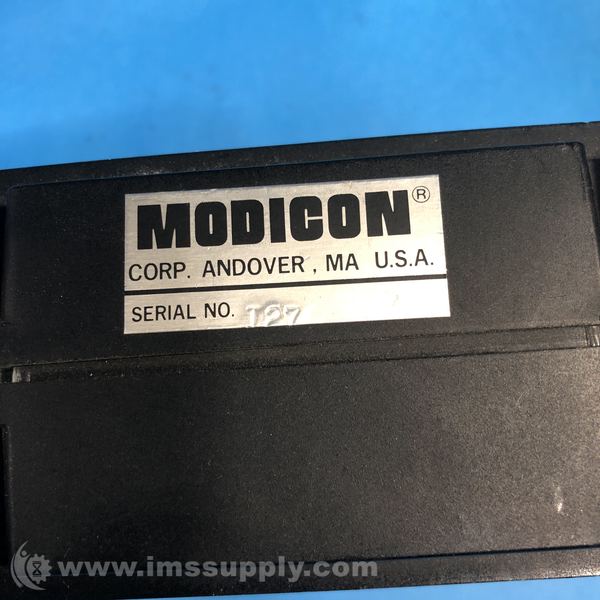 MODICON®
CORP. ANDOVER, MA U.S.A.
SERIAL NO. T27
www.imssupply.com